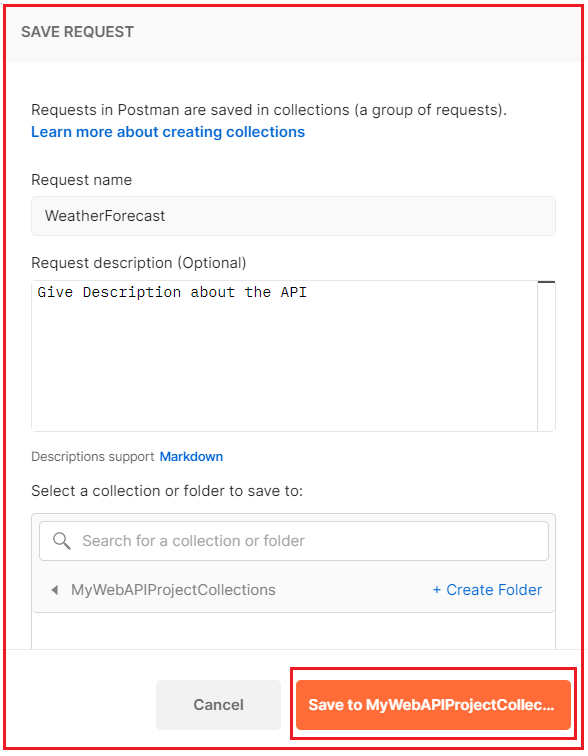 SAVE REQUEST
Requests in Postman are saved in collections (a group of requests).
Learn more about creating collections
Request name
WeatherForecast
Request description (Optional)
Give Description about the API
Descriptions support Markdown
Select a collection or folder to save to:
Search for a collection or folder
MyWebAPIProjectCollections + Create Folder
Cancel Save to MyWebAPIProjectCollec...